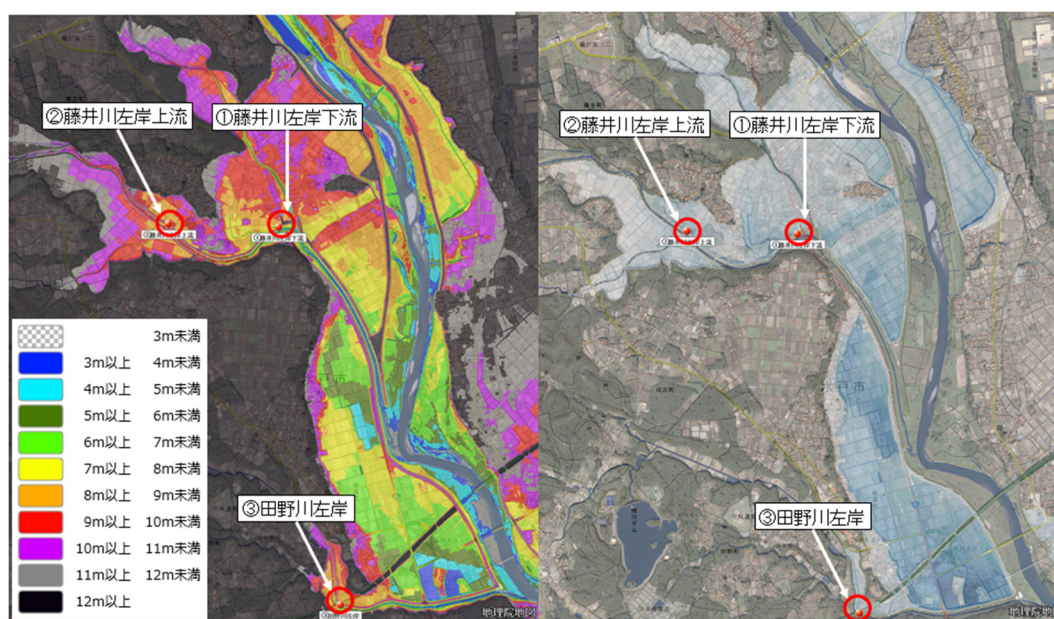 ②藤井川左岸上流
①藤井川左岸下流
3m未満
3m以上 4m未満
4m以上 5m未満
5m以上 6m未満
6m以上 7m未満
7m以上 8m未満
8m以上 9m未満
9m以上 10m未満
10m以上 11m未満
11m以上 12m未満
12m以上
③田野川左岸
地理院地図
②藤井川左岸上流
①藤井川左岸下流
水戸市
③田野川左岸
地理院地図